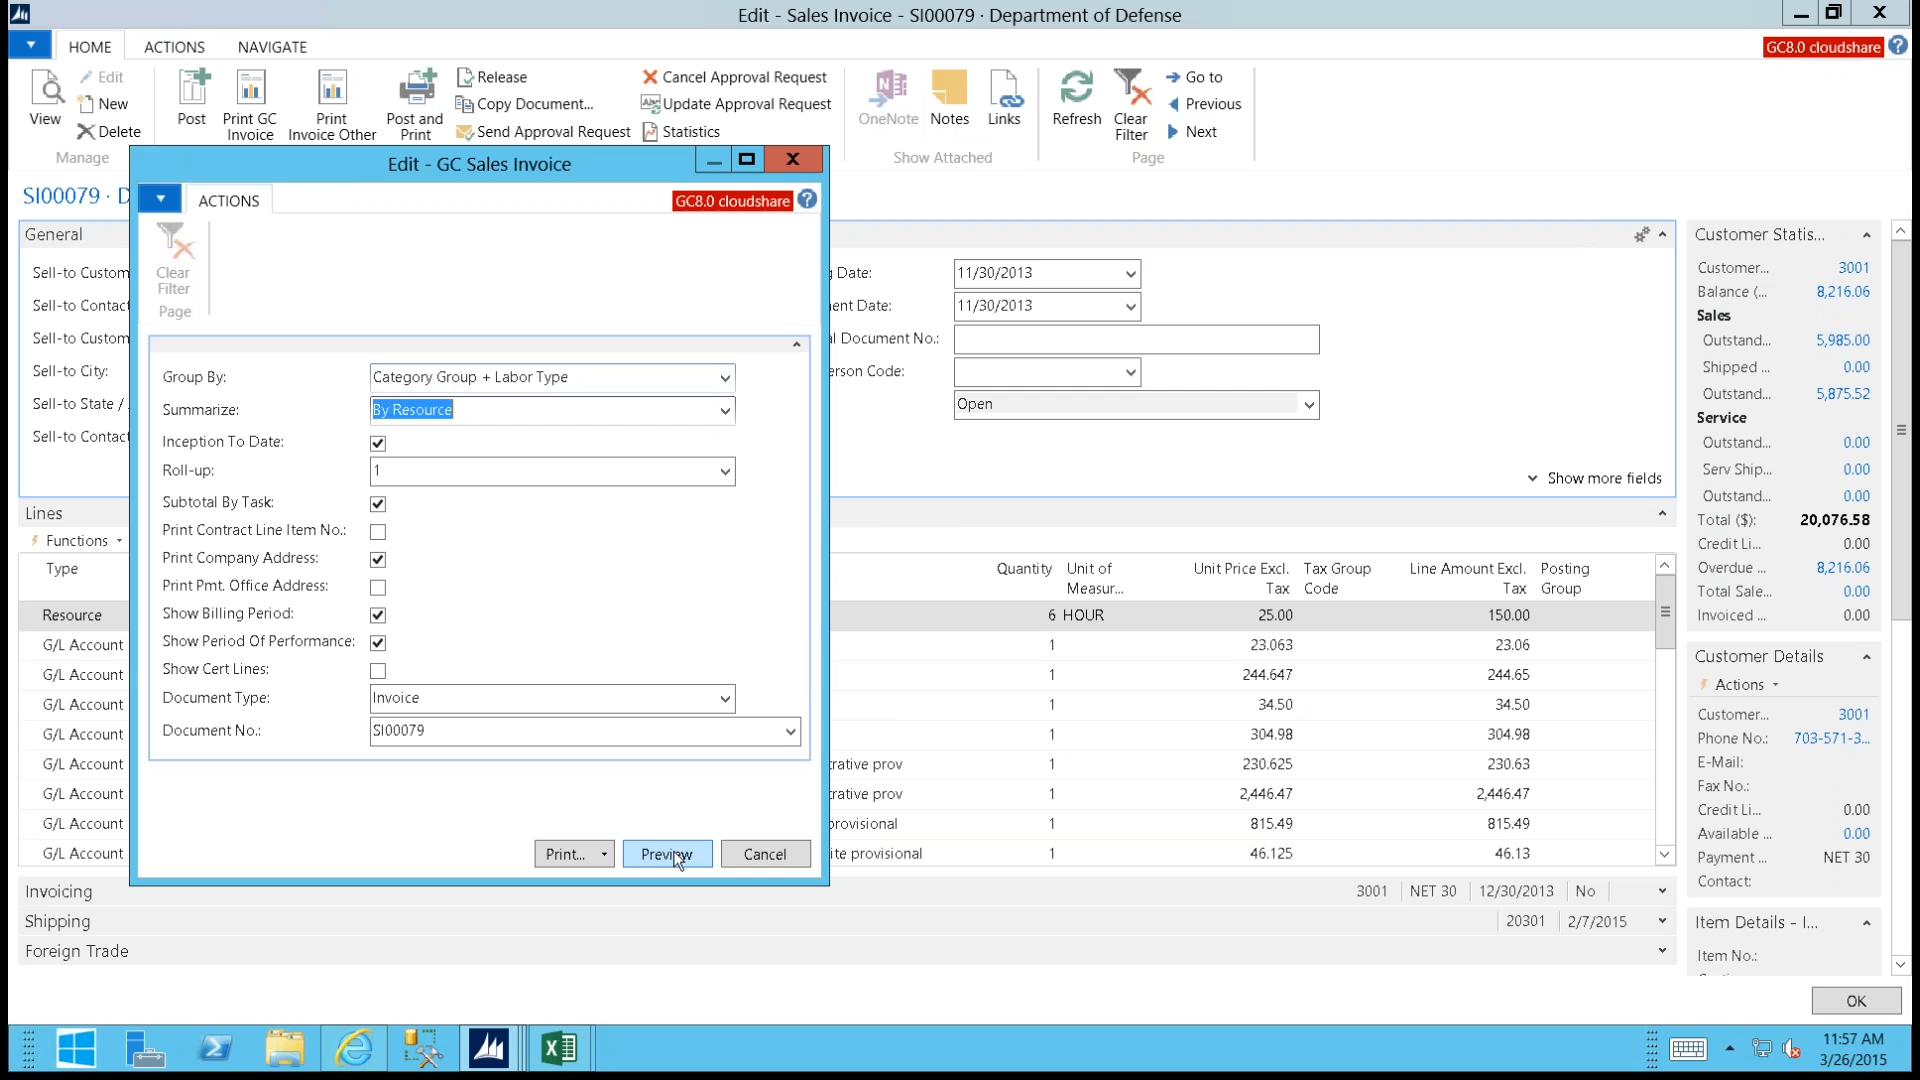 Edit - Sales Invoice - SI00079 · Department of Defense
HOME ACTIONS NAVIGATE
GC8.0 cloudshare
View
Edit
New
Delete
Manage
Post
Print GC Invoice
Print Invoice Other
Post and Print
Release
Copy Document...
Send Approval Request
Cancel Approval Request
Update Approval Request
Statistics
OneNote
Notes
Links
Show Attached
Refresh
Clear Filter
Go to
Previous
Next
Page
SI00079 · D
General
Sell-to Custom
Sell-to Contact
Sell-to Custom
Sell-to City:
Sell-to State /
Sell-to Contact
Edit - GC Sales Invoice
ACTIONS
GC8.0 cloudshare
Clear
Filter
Page
Group By: Category Group + Labor Type
Summarize: By Resource
Inception To Date:
Roll-up: 1
Subtotal By Task:
Print Contract Line Item No.:
Print Company Address:
Print Pmt. Office Address:
Show Billing Period:
Show Period Of Performance:
Show Cert Lines:
Document Type: Invoice
Document No.: SI00079
Print... Preview Cancel
g Date: 11/30/2013
ent Date: 11/30/2013
l Document No.:
erson Code:
Open
Show more fields
Lines
Functions
Type Quantity Unit of Measur... Unit Price Excl. Tax Tax Group Code Line Amount Excl. Tax Posting Group
Resource 6 HOUR 25.00 150.00
G/L Account 1 23.063 23.06
G/L Account 1 244.647 244.65
G/L Account 1 34.50 34.50
G/L Account 1 304.98 304.98
G/L Account trative prov 1 230.625 230.63
G/L Account trative prov 1 2,446.47 2,446.47
G/L Account provisional 1 815.49 815.49
G/L Account ite provisional 1 46.125 46.13
Invoicing 3001 NET 30 12/30/2013 No
Shipping 20301 2/7/2015
Foreign Trade
Customer Statis...
Customer... 3001
Balance (... 8,216.06
Sales
Outstand... 5,985.00
Shipped ... 0.00
Outstand... 5,875.52
Service
Outstand... 0.00
Serv Ship... 0.00
Outstand... 0.00
Total ($): 20,076.58
Credit Li... 0.00
Overdue ... 8,216.06
Total Sale... 0.00
Invoiced ... 0.00
Customer Details
Actions
Customer... 3001
Phone No.: 703-571-3...
E-Mail:
Fax No.:
Credit Li... 0.00
Available ... 0.00
Payment ... NET 30
Contact:
Item Details - I...
Item No.:
OK
11:57 AM
3/26/2015